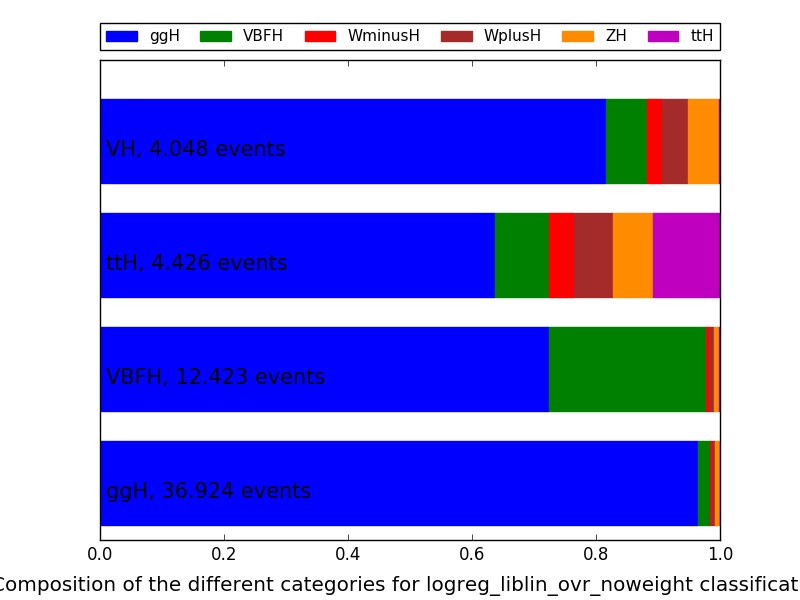 ggH VBFH WminusH WplusH ZH ttH
VH, 4.048 events
ttH, 4.426 events
VBFH, 12.423 events
ggH, 36.924 events
0.0 0.2 0.4 0.6 0.8 1.0
Composition of the different categories for logreg_liblin_ovr_noweight classificat